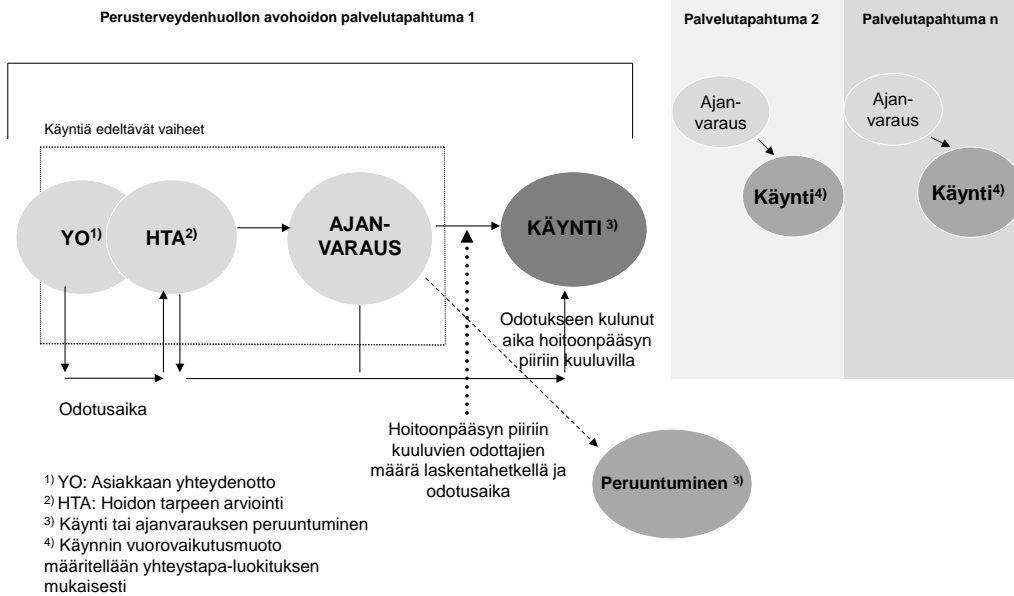 Perusterveydenhuollon avohoidon palvelutapahtuma 1
Palvelutapahtuma 2
Palvelutapahtuma n
Käyntiä edeltävät vaiheet
YO1)
HTA2)
AJAN-
VARAUS
KÄYNTI 3)
Ajan-
varaus
Käynti4)
Ajan-
varaus
Käynti4)
Odotukseen kulunut
aika hoitoonpääsyn
piiriin kuuluvilla
Odotusaika
Hoitoonpääsyn piiriin
kuuluvien odottajien
määrä laskentahetkellä ja
odotusaika
Peruuntuminen 3)
1) YO: Asiakkaan yhteydenotto
2) HTA: Hoidon tarpeen arviointi
3) Käynti tai ajanvarauksen peruuntuminen
4) Käynnin vuorovaikutusmuoto
määritellään yhteystapa-luokituksen
mukaisesti